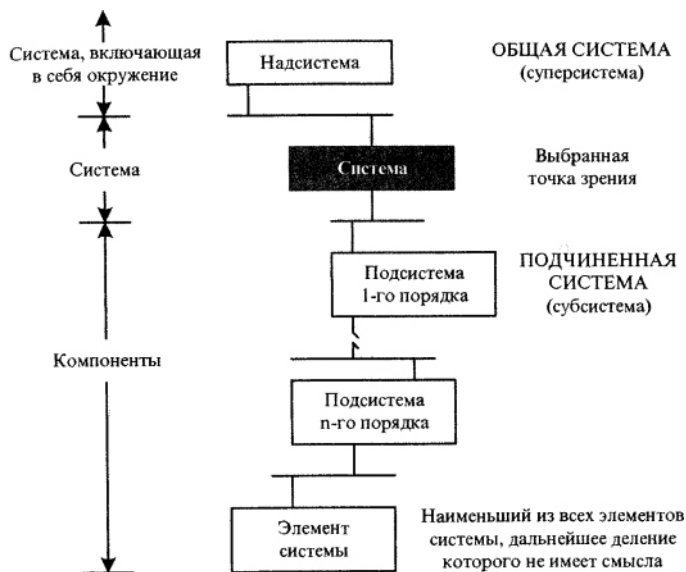 Система, включающая
в себя окружение
Надсистема
ОБЩАЯ СИСТЕМА
(суперсистема)
Система
Система
Выбранная
точка зрения
Подсистема
1-го порядка
ПОДЧИНЕННАЯ
СИСТЕМА
(субсистема)
Компоненты
Подсистема
n-го порядка
Элемент
системы
Наименьший из всех элементов
системы, дальнейшее деление
которого не имеет смысла